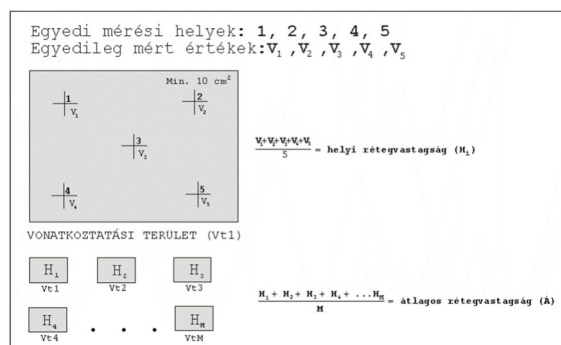 Egyedi mérési helyek: 1, 2, 3, 4, 5
Egyedileg mért értékek:V₁ ,V₂ ,V₃ ,V₄ ,V₅
Min. 10 cm²
1
V₁
2
V₂
3
V₃
4
V₄
5
V₅
V₁+V₂+V₃+V₄+V₅
5
= helyi rétegvastagság (H₁)
VONATKOZTATÁSI TERÜLET (Vt1)
H₁ H₂ H₃
Vt1 Vt2 Vt3
H₁ + H₂ + H₃ + H₄ + ...Hₘ
M
= átlagos rétegvastagság (Á)
H₄ . . . Hₘ
Vt4 VtM